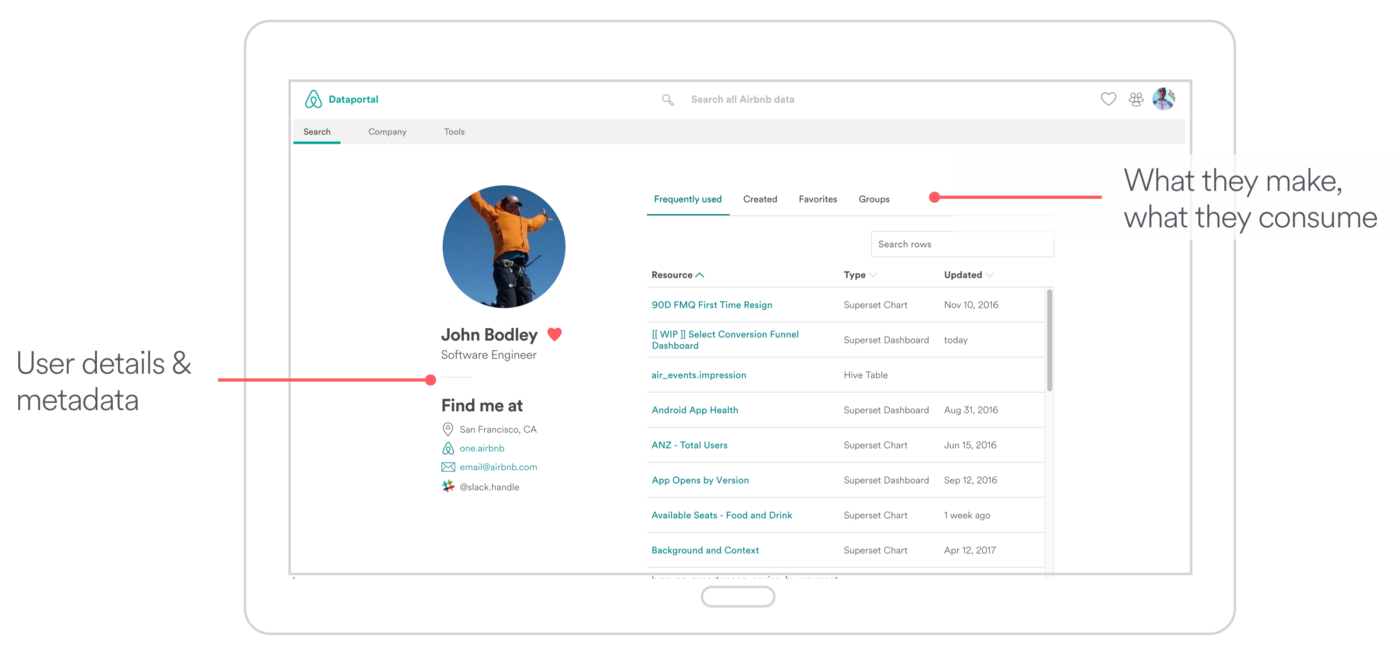 Dataportal
Search all Airbnb data
Search Company Tools
What they make,
what they consume
Frequently used Created Favorites Groups
Search rows
Resource Type Updated
90D FMQ First Time Resign Superset Chart Nov 10, 2016
[[ WIP ]] Select Conversion Funnel
Dashboard Superset Dashboard today
air_events.impression Hive Table
Android App Health Superset Dashboard Aug 31, 2016
ANZ - Total Users Superset Chart Jun 15, 2016
App Opens by Version Superset Dashboard Sep 12, 2016
Available Seats - Food and Drink Superset Chart 1 week ago
Background and Context Superset Chart Apr 12, 2017
John Bodley
Software Engineer
Find me at
San Francisco, CA
one.airbnb
email@airbnb.com
@slack.handle
User details &
metadata